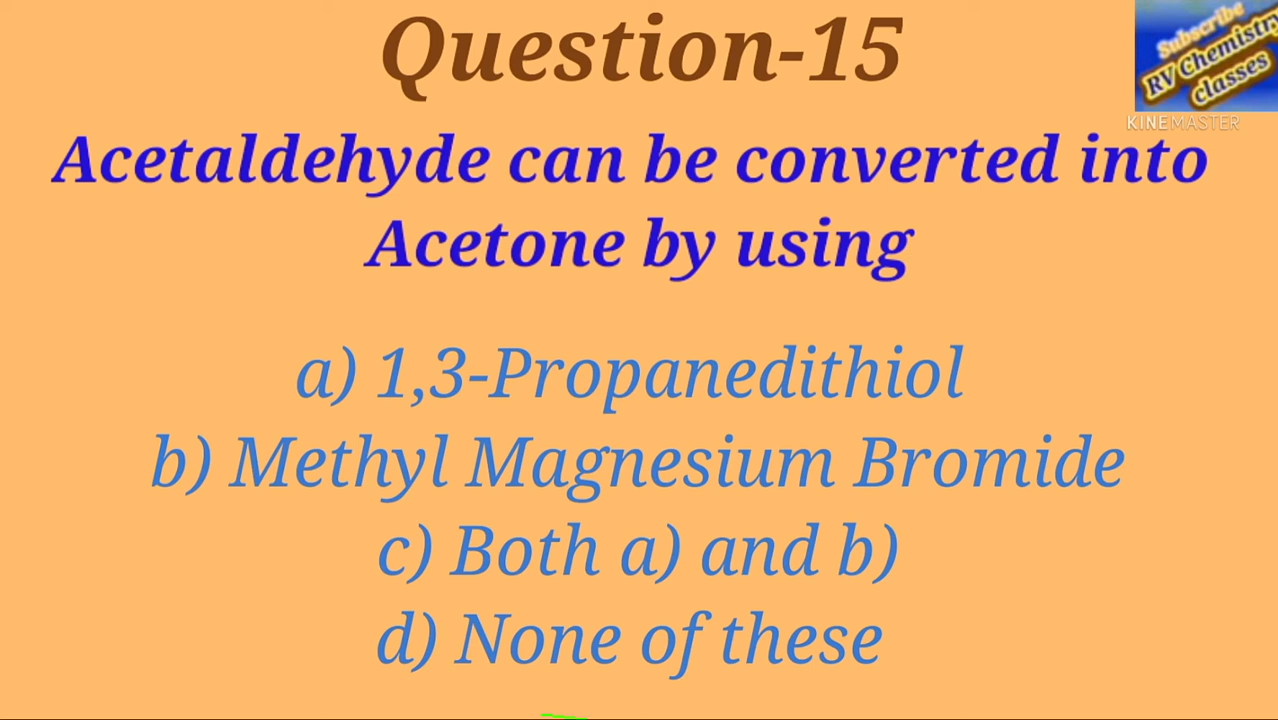 Question-15
Subscribe
RV Chemistry
classes
KINEMASTER
Acetaldehyde can be converted into
Acetone by using
a) 1,3-Propanedithiol
b) Methyl Magnesium Bromide
c) Both a) and b)
d) None of these